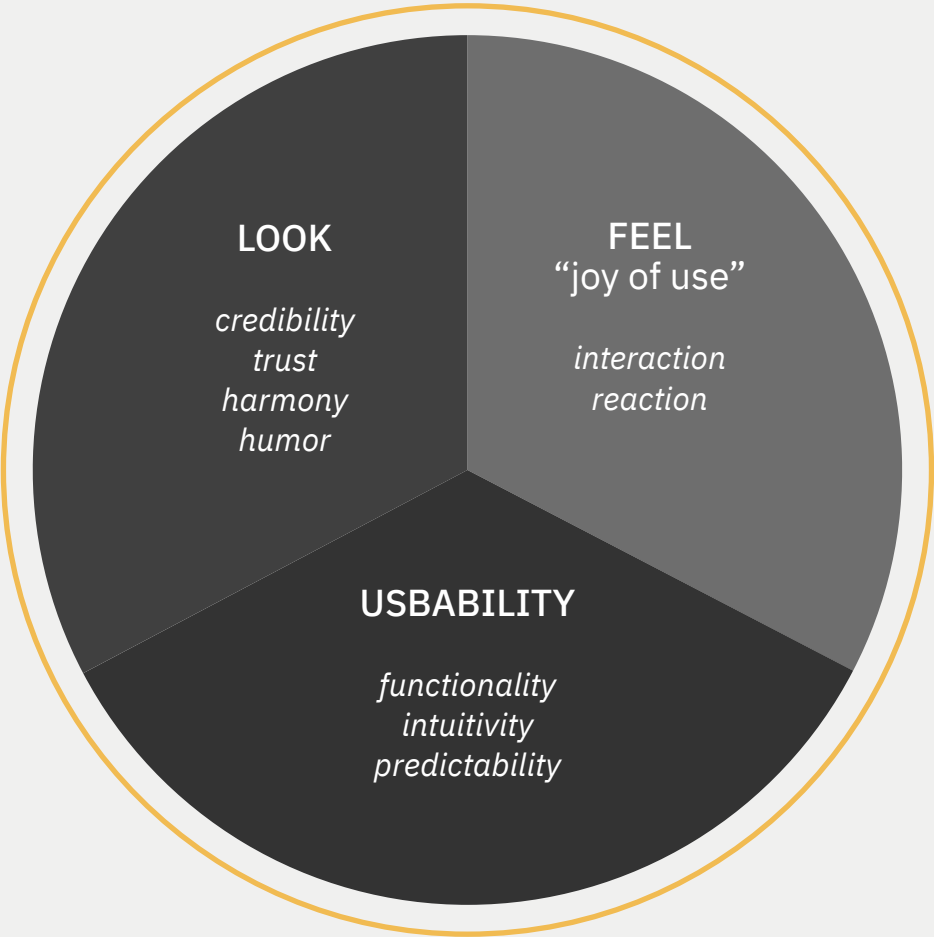 LOOK
credibility
trust
harmony
humor
FEEL
“joy of use”
interaction
reaction
USBABILITY
functionality
intuitivity
predictability